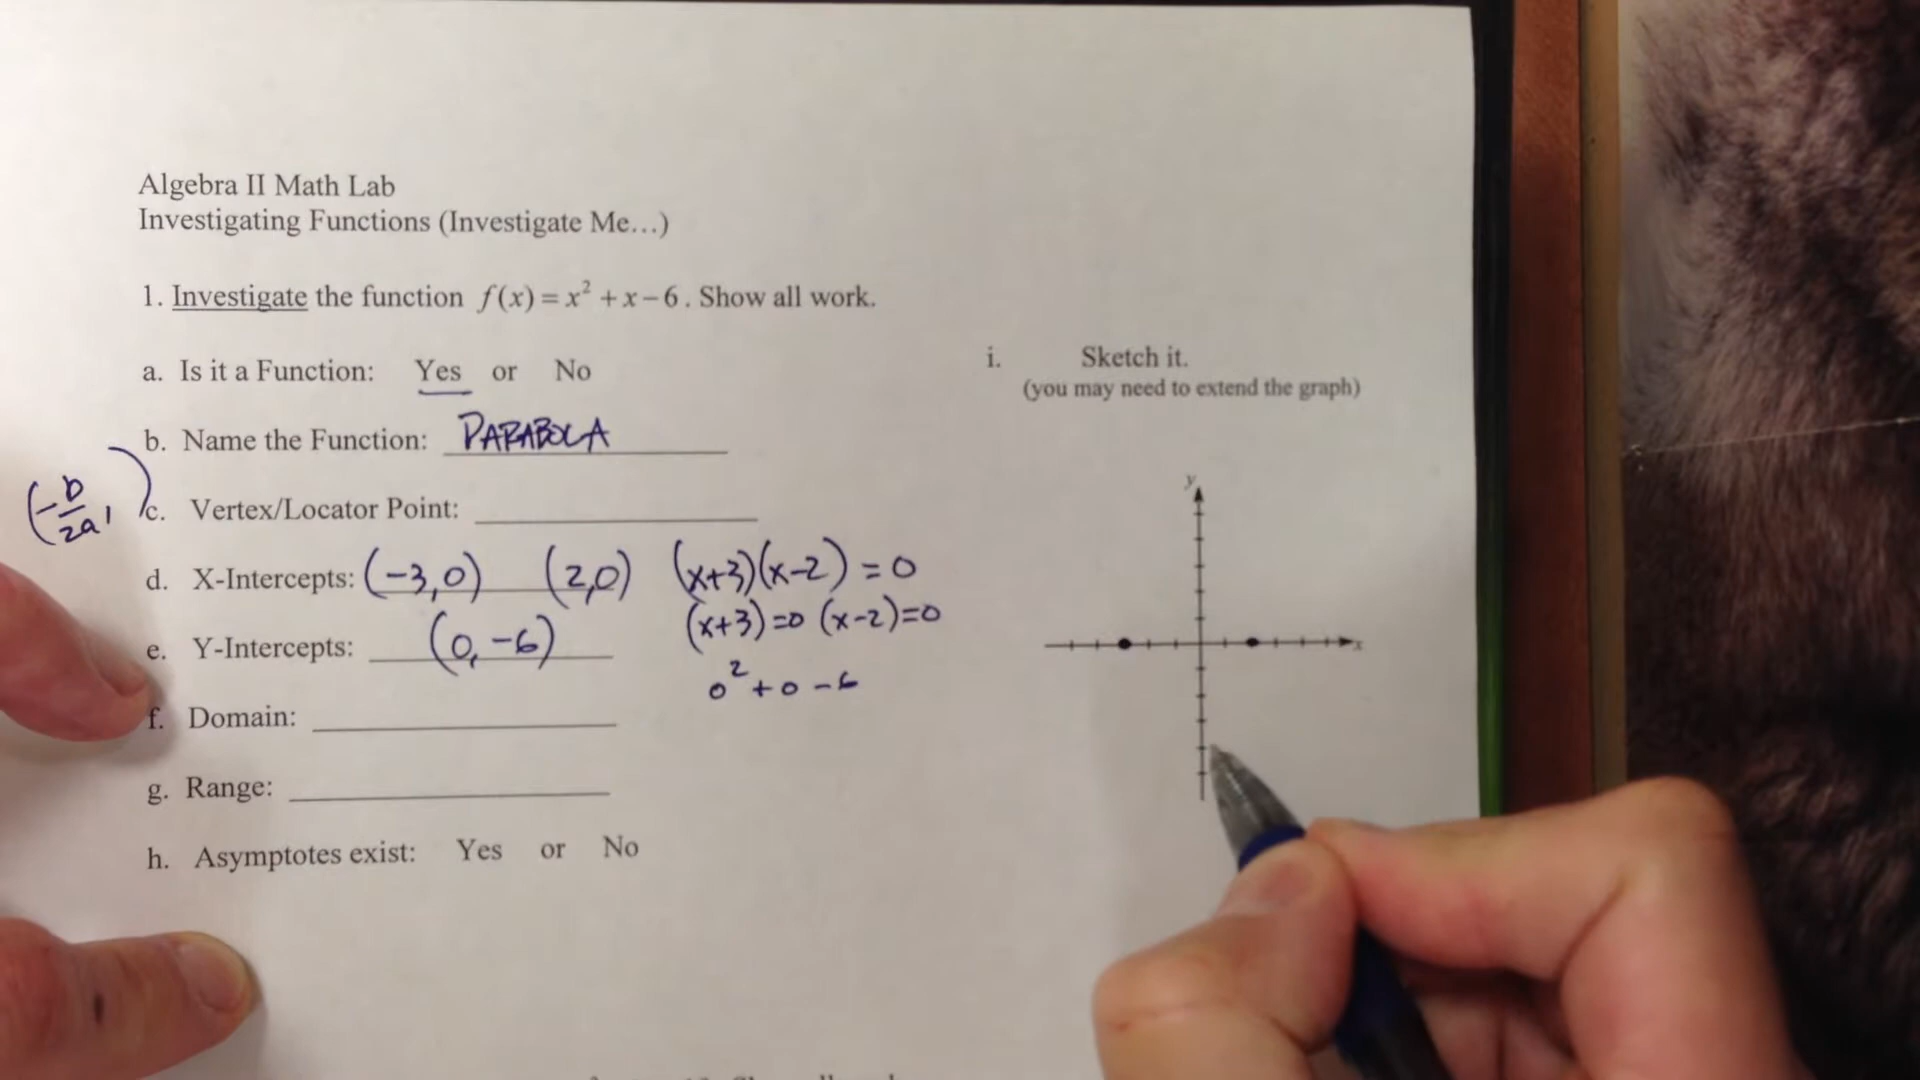 Algebra II Math Lab
Investigating Functions (Investigate Me...)
1. Investigate the function f(x) = x² + x − 6. Show all work.
a. Is it a Function: Yes or No
b. Name the Function: PARABOLA
(-b/2a, )
c. Vertex/Locator Point:
d. X-Intercepts: (-3,0) (2,0) (x+3)(x-2) = 0
(x+3)=0 (x-2)=0
e. Y-Intercepts: (0,-6)
0² + 0 - 6
f. Domain:
g. Range:
h. Asymptotes exist: Yes or No
i. Sketch it.
(you may need to extend the graph)
y
x